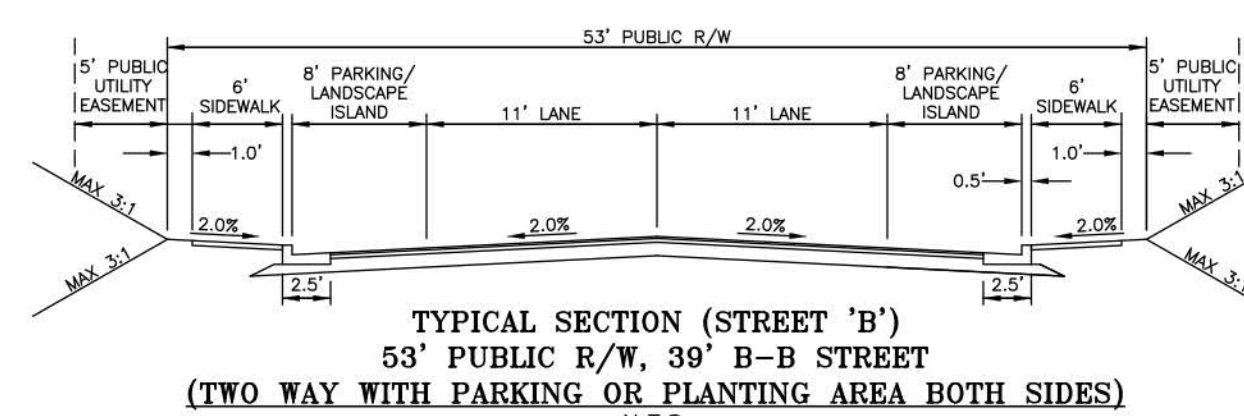 53' PUBLIC R/W
5' PUBLIC
UTILITY
EASEMENT
6'
SIDEWALK
8' PARKING/
LANDSCAPE
ISLAND
11' LANE
11' LANE
8' PARKING/
LANDSCAPE
ISLAND
6'
SIDEWALK
5' PUBLIC
UTILITY
EASEMENT
1.0'
0.5'
1.0'
MAX 3:1
2.0%
2.0%
2.0%
2.0%
MAX 3:1
MAX 3:1
MAX 3:1
2.5'
2.5'
TYPICAL SECTION (STREET 'B')
53' PUBLIC R/W, 39' B-B STREET
(TWO WAY WITH PARKING OR PLANTING AREA BOTH SIDES)